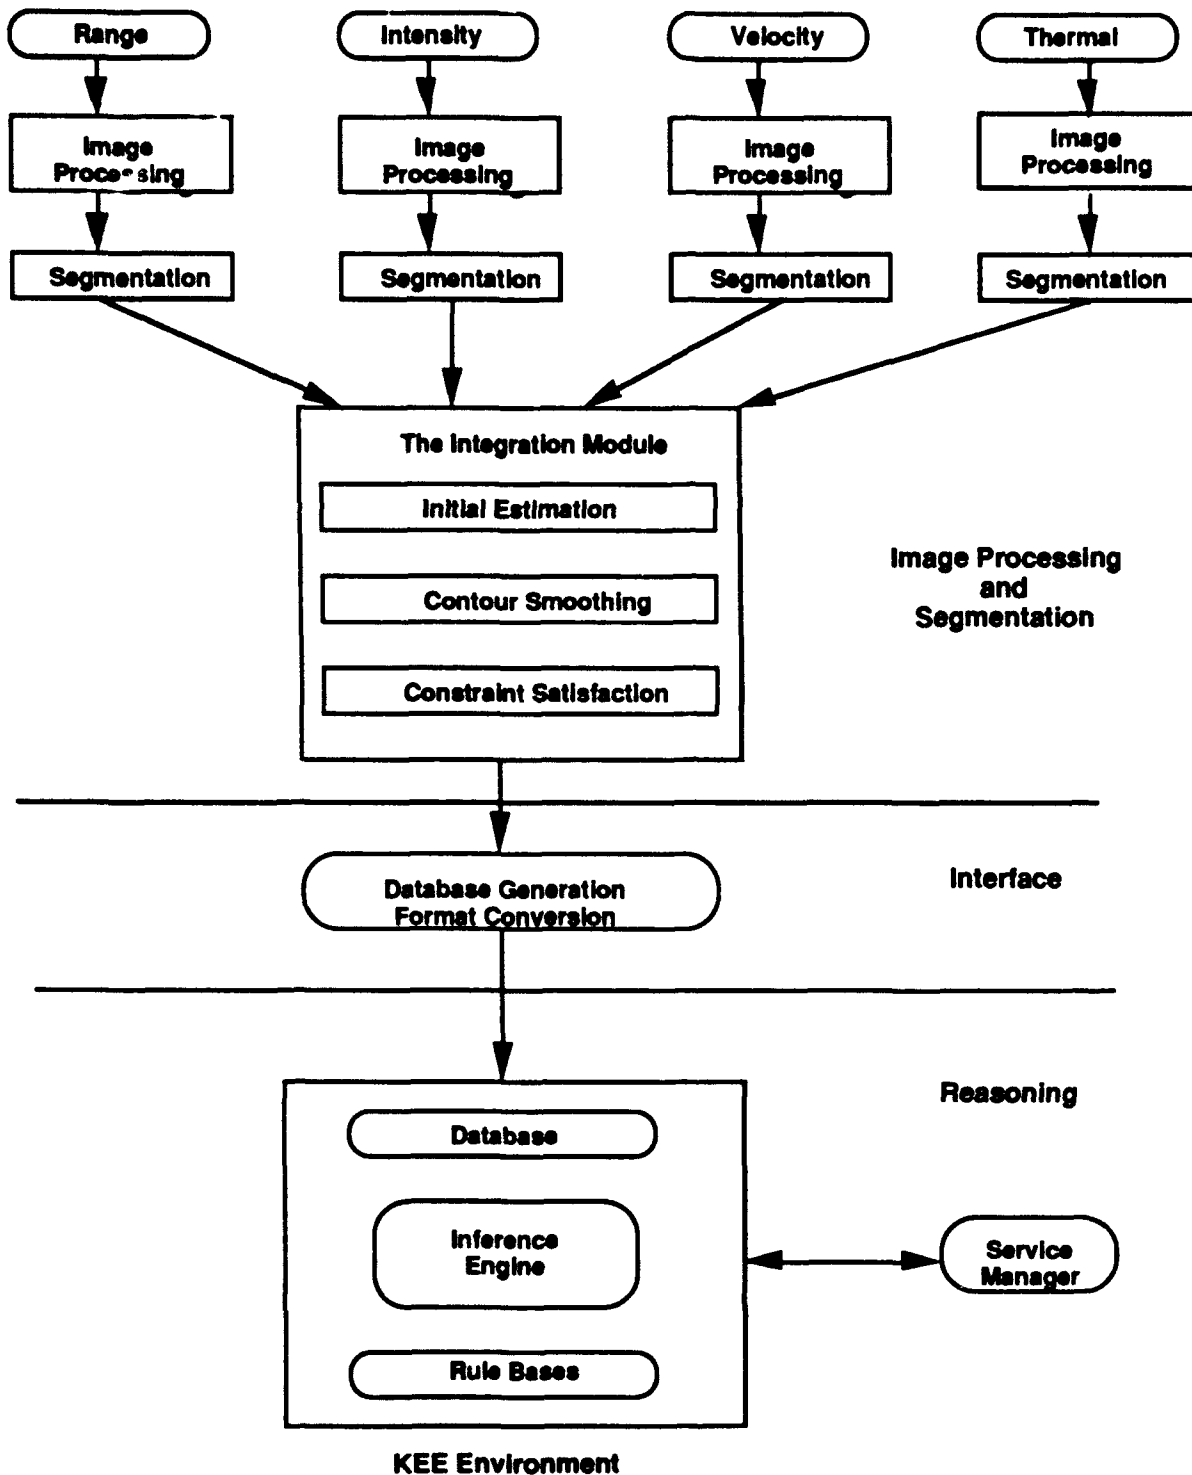 Range
Intensity
Velocity
Thermal
Image
Processing
Image
Processing
Image
Processing
Image
Processing
Segmentation
Segmentation
Segmentation
Segmentation
The Integration Module
Initial Estimation
Contour Smoothing
Constraint Satisfaction
Image Processing
and
Segmentation
Database Generation
Format Conversion
Interface
Reasoning
Database
Inference
Engine
Rule Bases
Service
Manager
KEE Environment